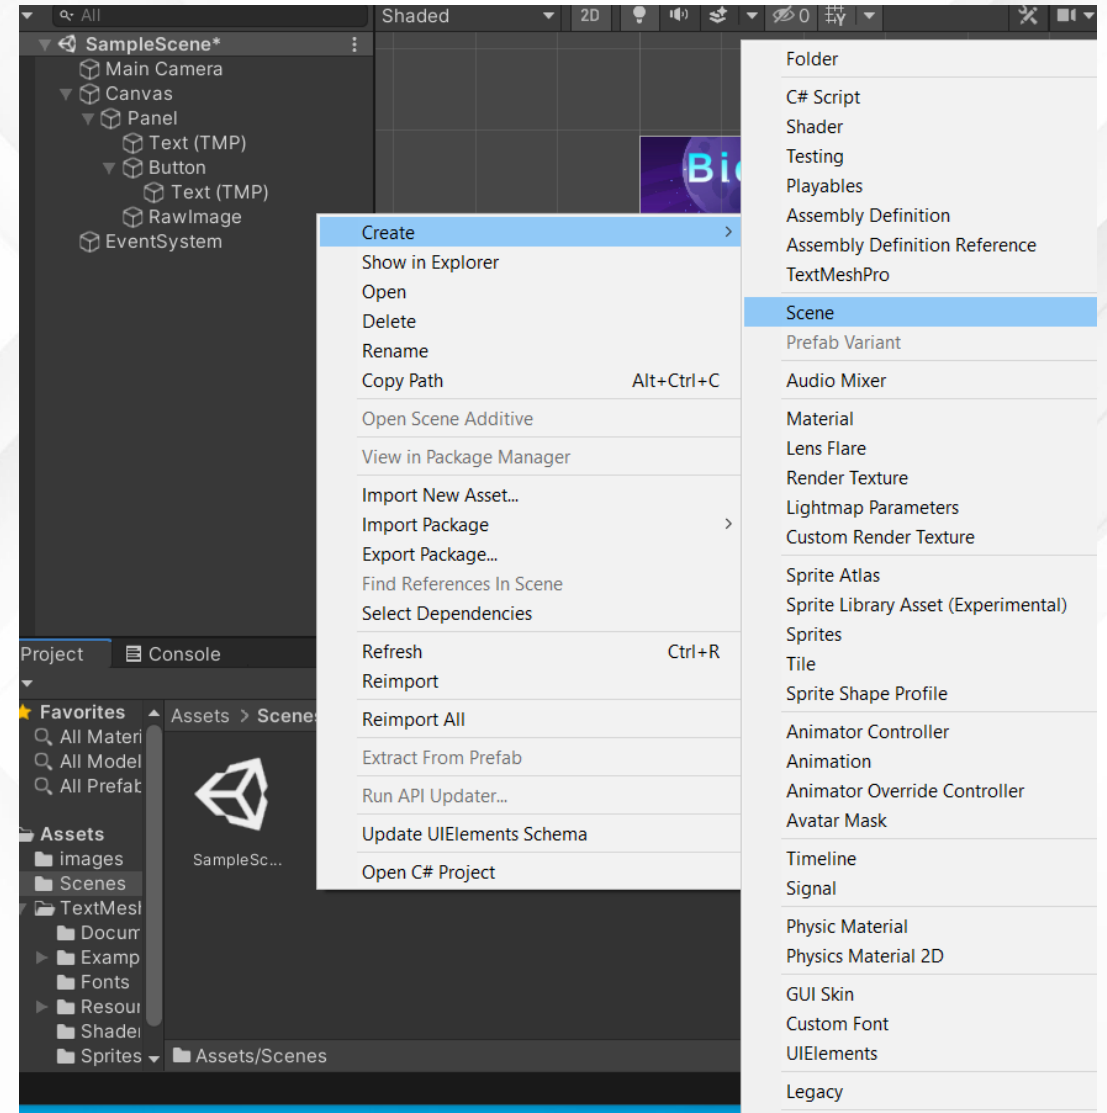 All
Shaded
2D
0
SampleScene*
Main Camera
Canvas
Panel
Text (TMP)
Button
Text (TMP)
RawImage
EventSystem
Create
Show in Explorer
Open
Delete
Rename
Copy Path Alt+Ctrl+C
Open Scene Additive
View in Package Manager
Import New Asset...
Import Package
Export Package...
Find References In Scene
Select Dependencies
Refresh Ctrl+R
Reimport
Reimport All
Extract From Prefab
Run API Updater...
Update UIElements Schema
Open C# Project
Folder
C# Script
Shader
Testing
Playables
Assembly Definition
Assembly Definition Reference
TextMeshPro
Scene
Prefab Variant
Audio Mixer
Material
Lens Flare
Render Texture
Lightmap Parameters
Custom Render Texture
Sprite Atlas
Sprite Library Asset (Experimental)
Sprites
Tile
Sprite Shape Profile
Animator Controller
Animation
Animator Override Controller
Avatar Mask
Timeline
Signal
Physic Material
Physics Material 2D
GUI Skin
Custom Font
UIElements
Legacy
Project
Console
Favorites
All Materi
All Model
All Prefab
Assets
images
Scenes
TextMesh
Docum
Examp
Fonts
Resour
Shader
Sprites
Assets > Scenes
SampleSc...
Assets/Scenes